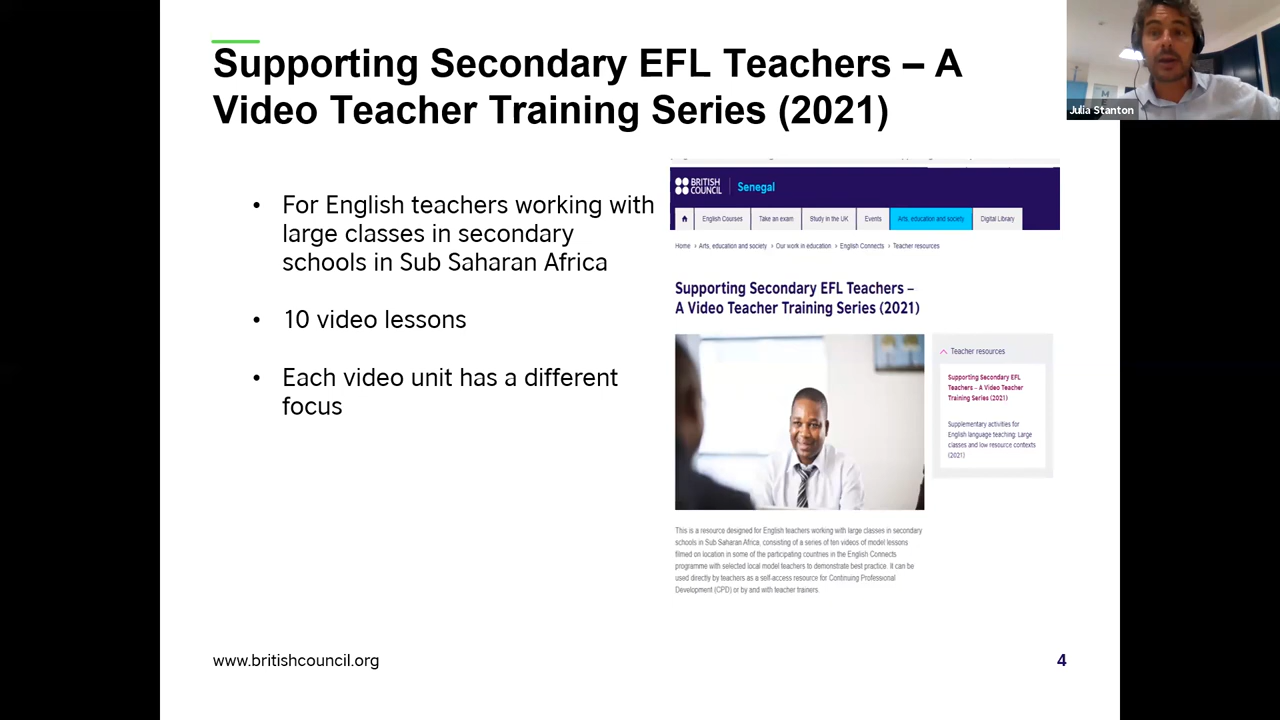 Supporting Secondary EFL Teachers – A
Video Teacher Training Series (2021)
Julia Stanton
• For English teachers working with
large classes in secondary
schools in Sub Saharan Africa
• 10 video lessons
• Each video unit has a different
focus
BRITISH
COUNCIL
Senegal
English Courses
Take an exam
Study in the UK
Events
Arts, education and society
Digital Library
Home › Arts, education and society › Our work in education › English Connects › Teacher resources
Supporting Secondary EFL Teachers –
A Video Teacher Training Series (2021)
Teacher resources
Supporting Secondary EFL
Teachers – A Video Teacher
Training Series (2021)
Supplementary activities for
English language teaching: Large
classes and low resource contexts
(2021)
This is a resource designed for English teachers working with large classes in secondary
schools in Sub Saharan Africa, consisting of a series of ten videos of model lessons
filmed on location in some of the participating countries in the English Connects
programme with selected local model teachers to demonstrate best practice. It can be
used directly by teachers as a self-access resource for Continuing Professional
Development (CPD) or by and with teacher trainers.
www.britishcouncil.org
4